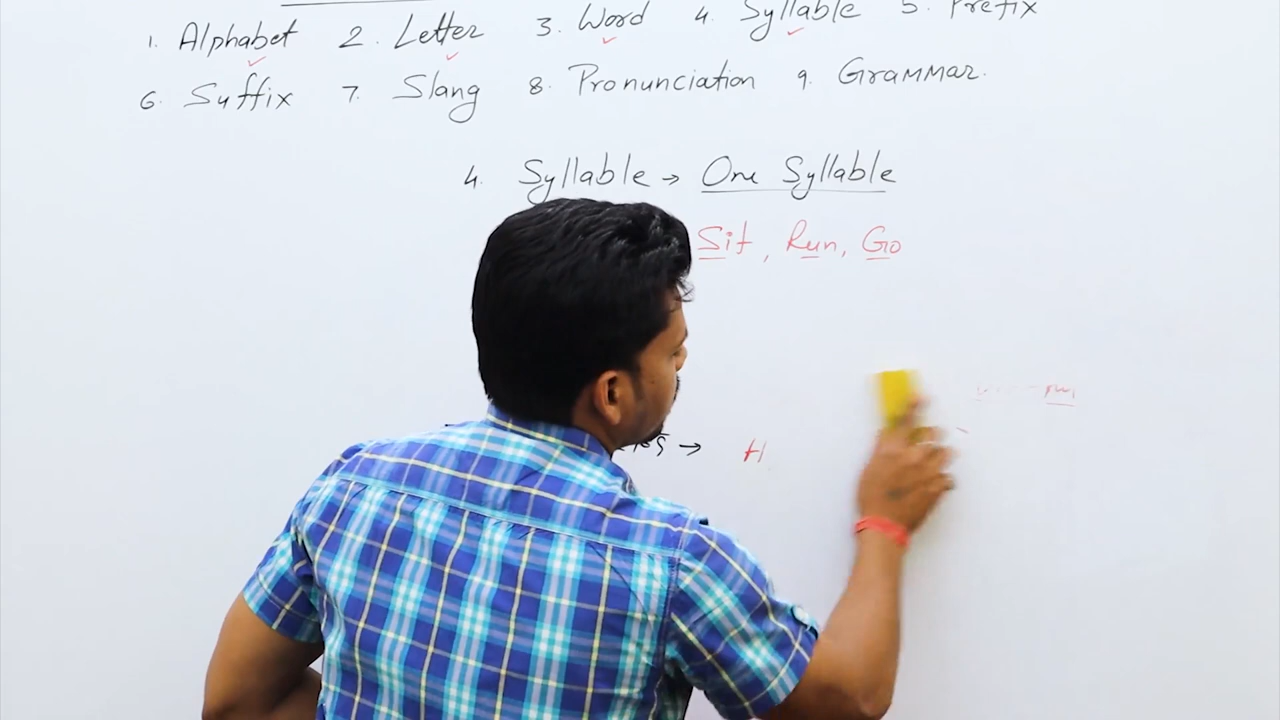 1. Alphabet 2. Letter 3. Word 4. Syllable 5. Prefix
6. Suffix 7. Slang 8. Pronunciation 9. Grammar.
4. Syllable → One Syllable
Sit, Run, Go
→ H